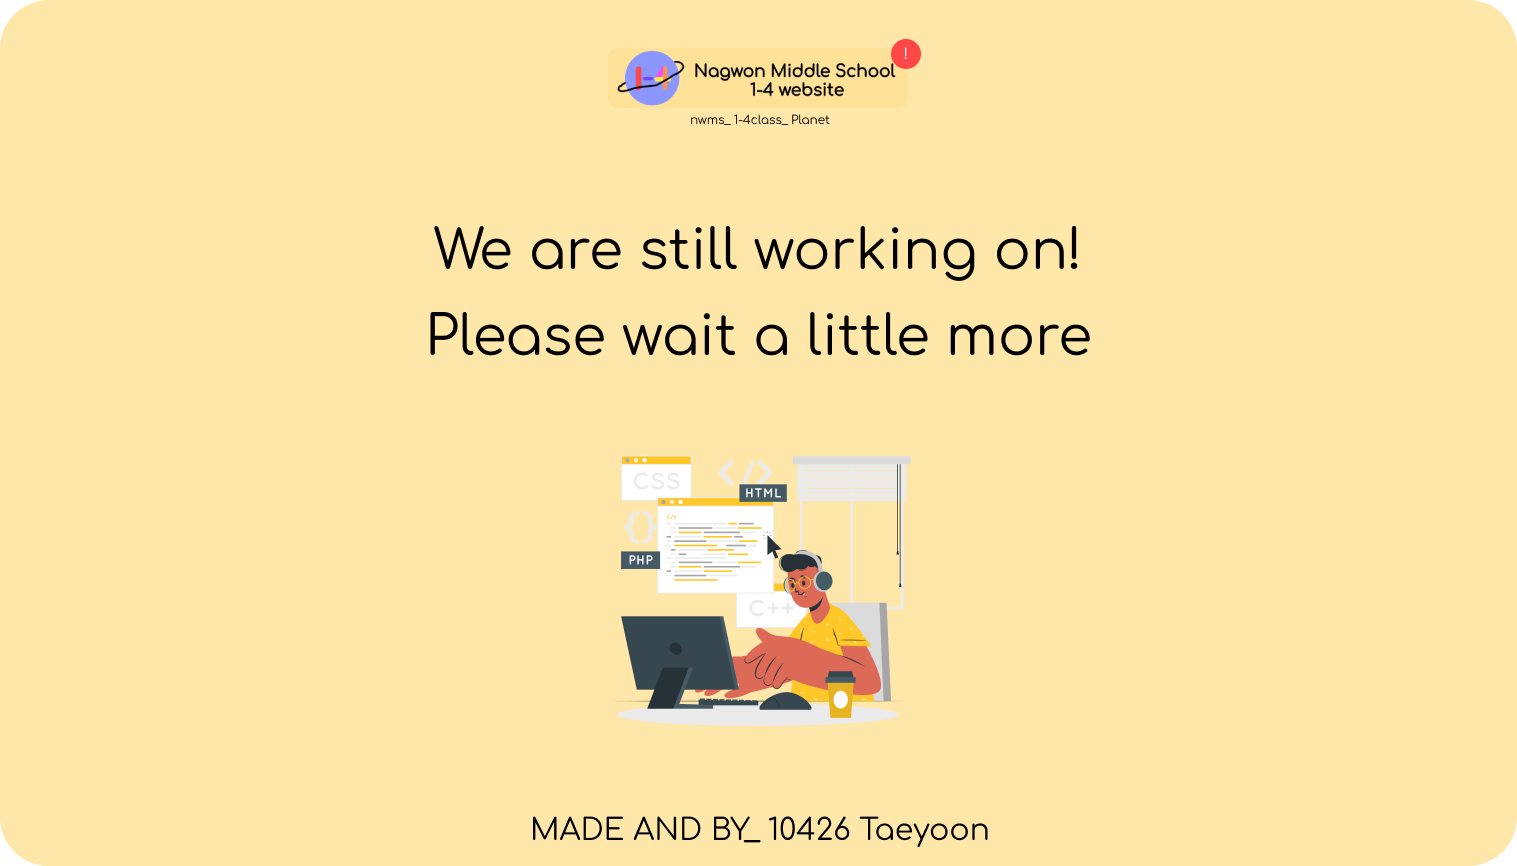 !
Nagwon Middle School
1-4 website
1-4
nwms_ 1-4class_ Planet
We are still working on!
Please wait a little more
CSS
</>
HTML
{}
</>
PHP
C++
MADE AND BY_ 10426 Taeyoon